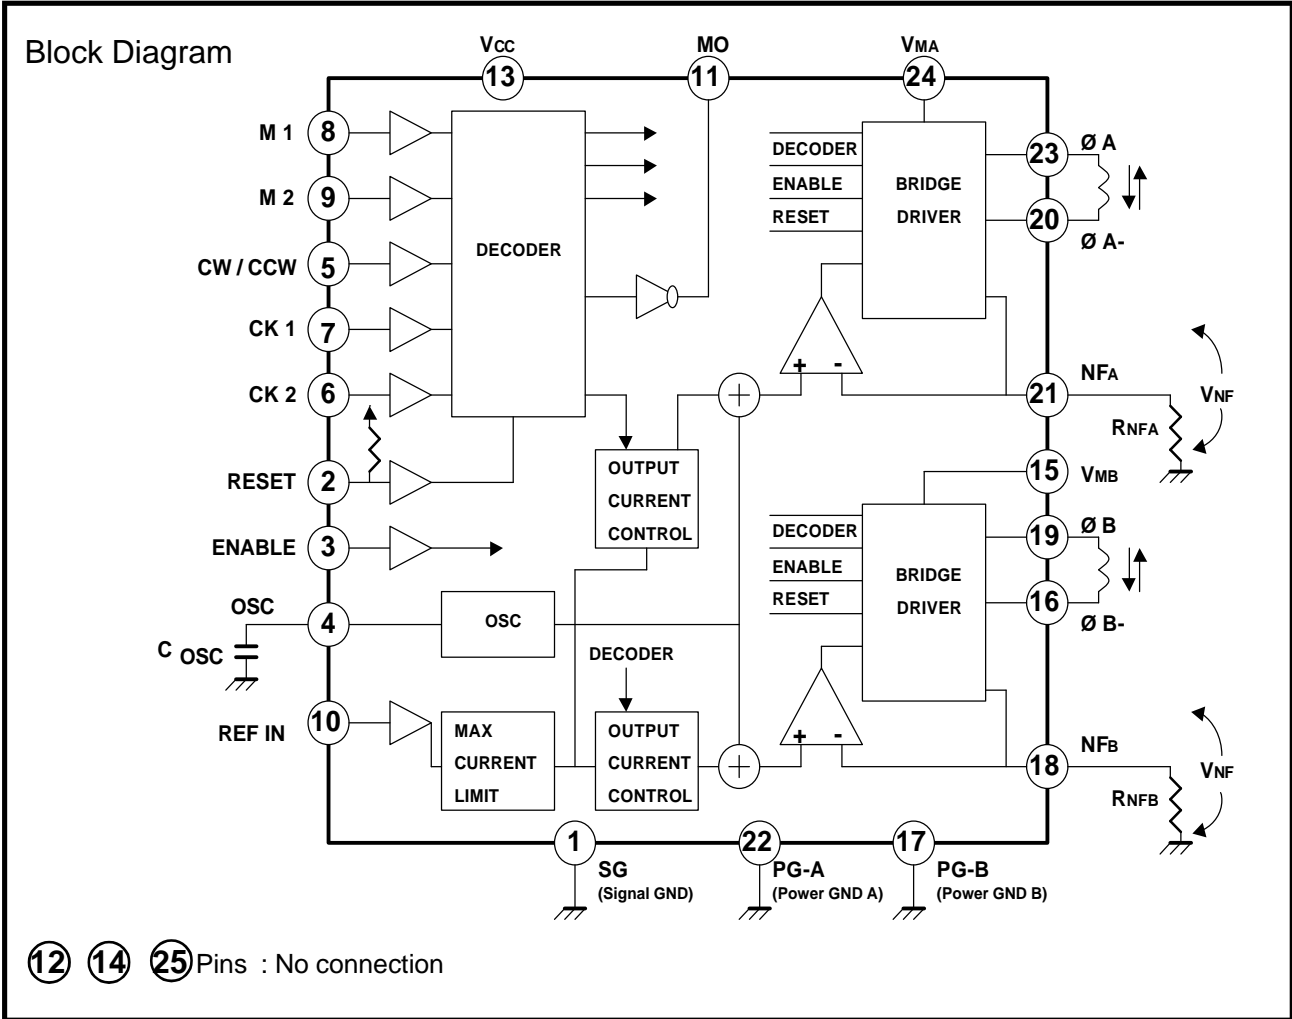 Block Diagram
VCC
13
MO
11
VMA
24
M 1
8
M 2
9
CW / CCW
5
CK 1
7
CK 2
6
RESET
2
ENABLE
3
OSC
4
C OSC
REF IN
10
DECODER
OUTPUT
CURRENT
CONTROL
OSC
DECODER
MAX
CURRENT
LIMIT
OUTPUT
CURRENT
CONTROL
+
+
DECODER
ENABLE
RESET
BRIDGE
DRIVER
+ -
23
Ø A
20
Ø A-
21
NFA
RNFA
VNF
15
VMB
DECODER
ENABLE
RESET
BRIDGE
DRIVER
+ -
19
Ø B
16
Ø B-
18
NFB
RNFB
VNF
1
SG
(Signal GND)
22
PG-A
(Power GND A)
17
PG-B
(Power GND B)
12 14 25 Pins : No connection